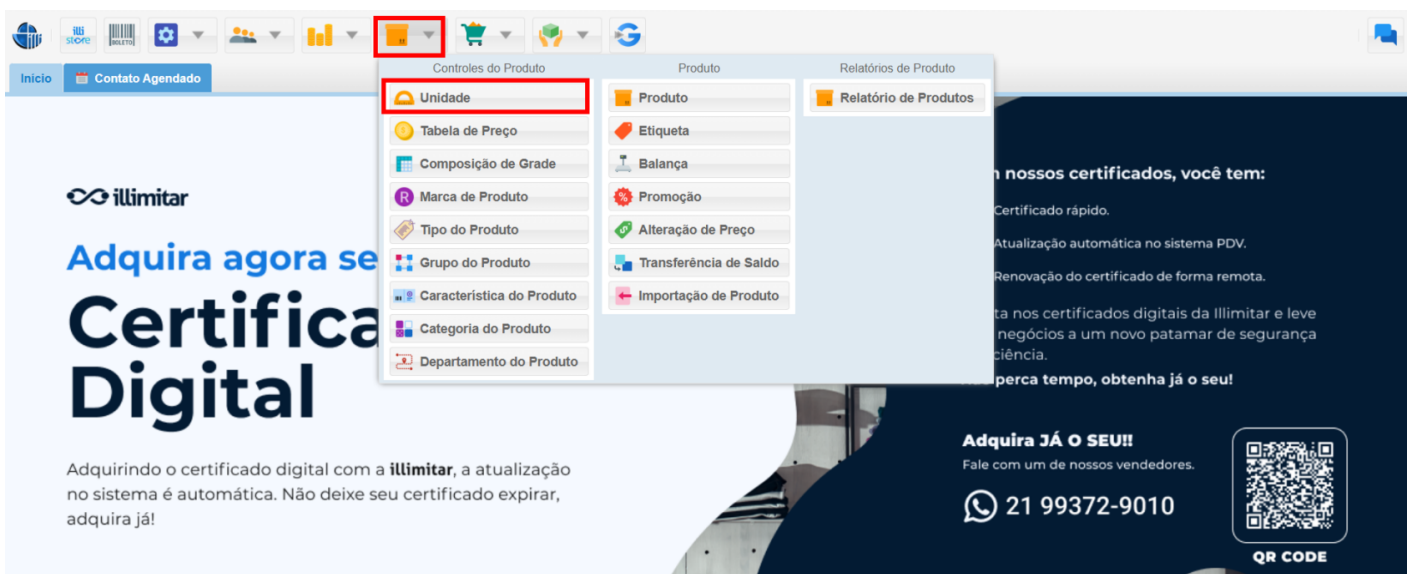 illi
store
BOLETO
Início
Contato Agendado
Controles do Produto
Produto
Relatórios de Produto
Unidade
Produto
Relatório de Produtos
Tabela de Preço
Etiqueta
Composição de Grade
Balança
Marca de Produto
Promoção
Tipo do Produto
Alteração de Preço
Grupo do Produto
Transferência de Saldo
Característica do Produto
Importação de Produto
Categoria do Produto
Departamento do Produto
illimitar
Adquira agora se
Certifica
Digital
Adquirindo o certificado digital com a illimitar, a atualização
no sistema é automática. Não deixe seu certificado expirar,
adquira já!
nossos certificados, você tem:
Certificado rápido.
Atualização automática no sistema PDV.
Renovação do certificado de forma remota.
ta nos certificados digitais da Illimitar e leve
negócios a um novo patamar de segurança
ciência.
perca tempo, obtenha já o seu!
Adquira JÁ O SEU!!
Fale com um de nossos vendedores.
21 99372-9010
QR CODE